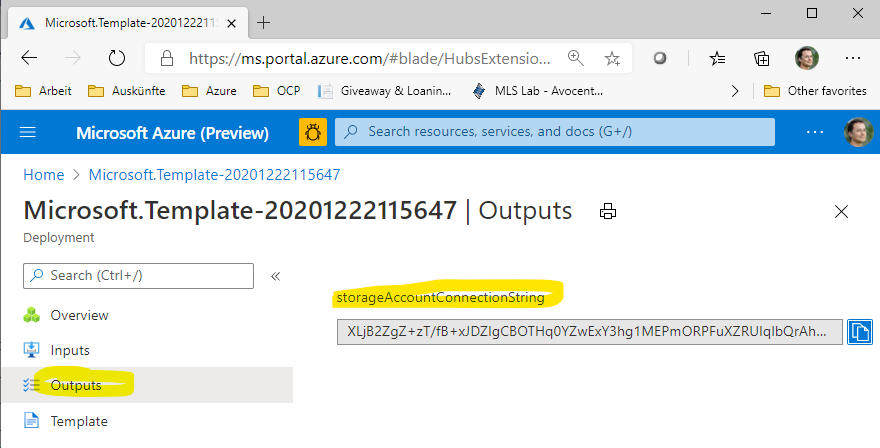 Microsoft.Template-20201222115
https://ms.portal.azure.com/#blade/HubsExtensio...
Arbeit
Auskünfte
Azure
OCP
Giveaway & Loanin...
MLS Lab - Avocent...
Other favorites
Microsoft Azure (Preview)
Search resources, services, and docs (G+/)
Home > Microsoft.Template-20201222115647
Microsoft.Template-20201222115647 | Outputs
Deployment
Search (Ctrl+/)
«
storageAccountConnectionString
Overview
XLjB2ZgZ+zT/fB+xJDZIgCBOTHq0YZwExY3hg1MEPmORPFuXZRUIqIbQrAh...
Inputs
Outputs
Template